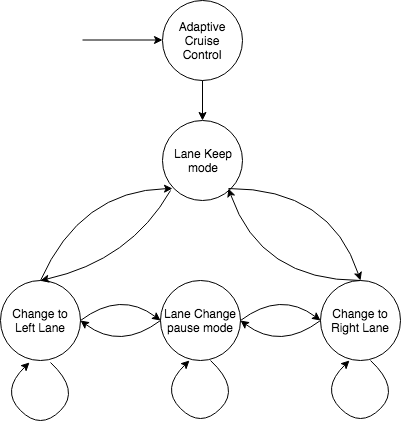 Adaptive
Cruise
Control
Lane Keep
mode
Change to
Left Lane
Lane Change
pause mode
Change to
Right Lane